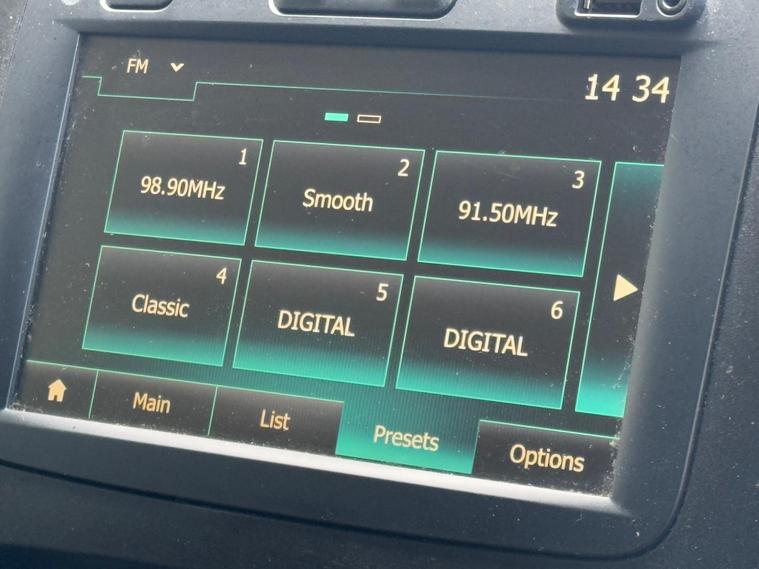 FM
14 34
1
98.90MHz
2
Smooth
3
91.50MHz
4
Classic
5
DIGITAL
6
DIGITAL
Main
List
Presets
Options